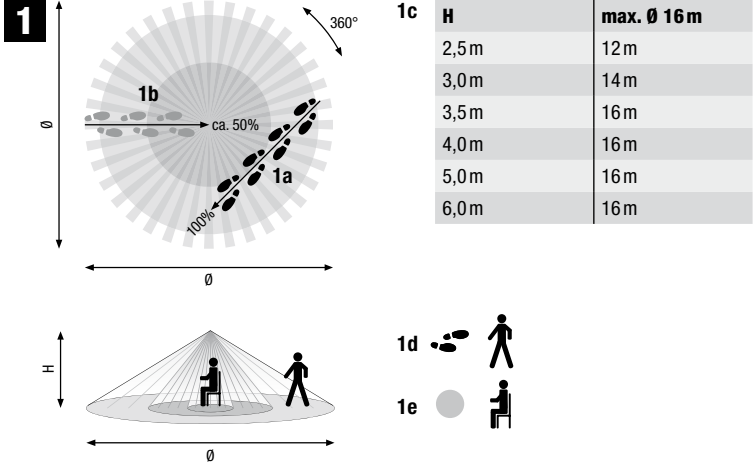 1
360°
1b
Ø
ca. 50%
1a
100%
Ø
1c
H max. Ø 16 m
2,5 m 12 m
3,0 m 14 m
3,5 m 16 m
4,0 m 16 m
5,0 m 16 m
6,0 m 16 m
H
Ø
1d
1e